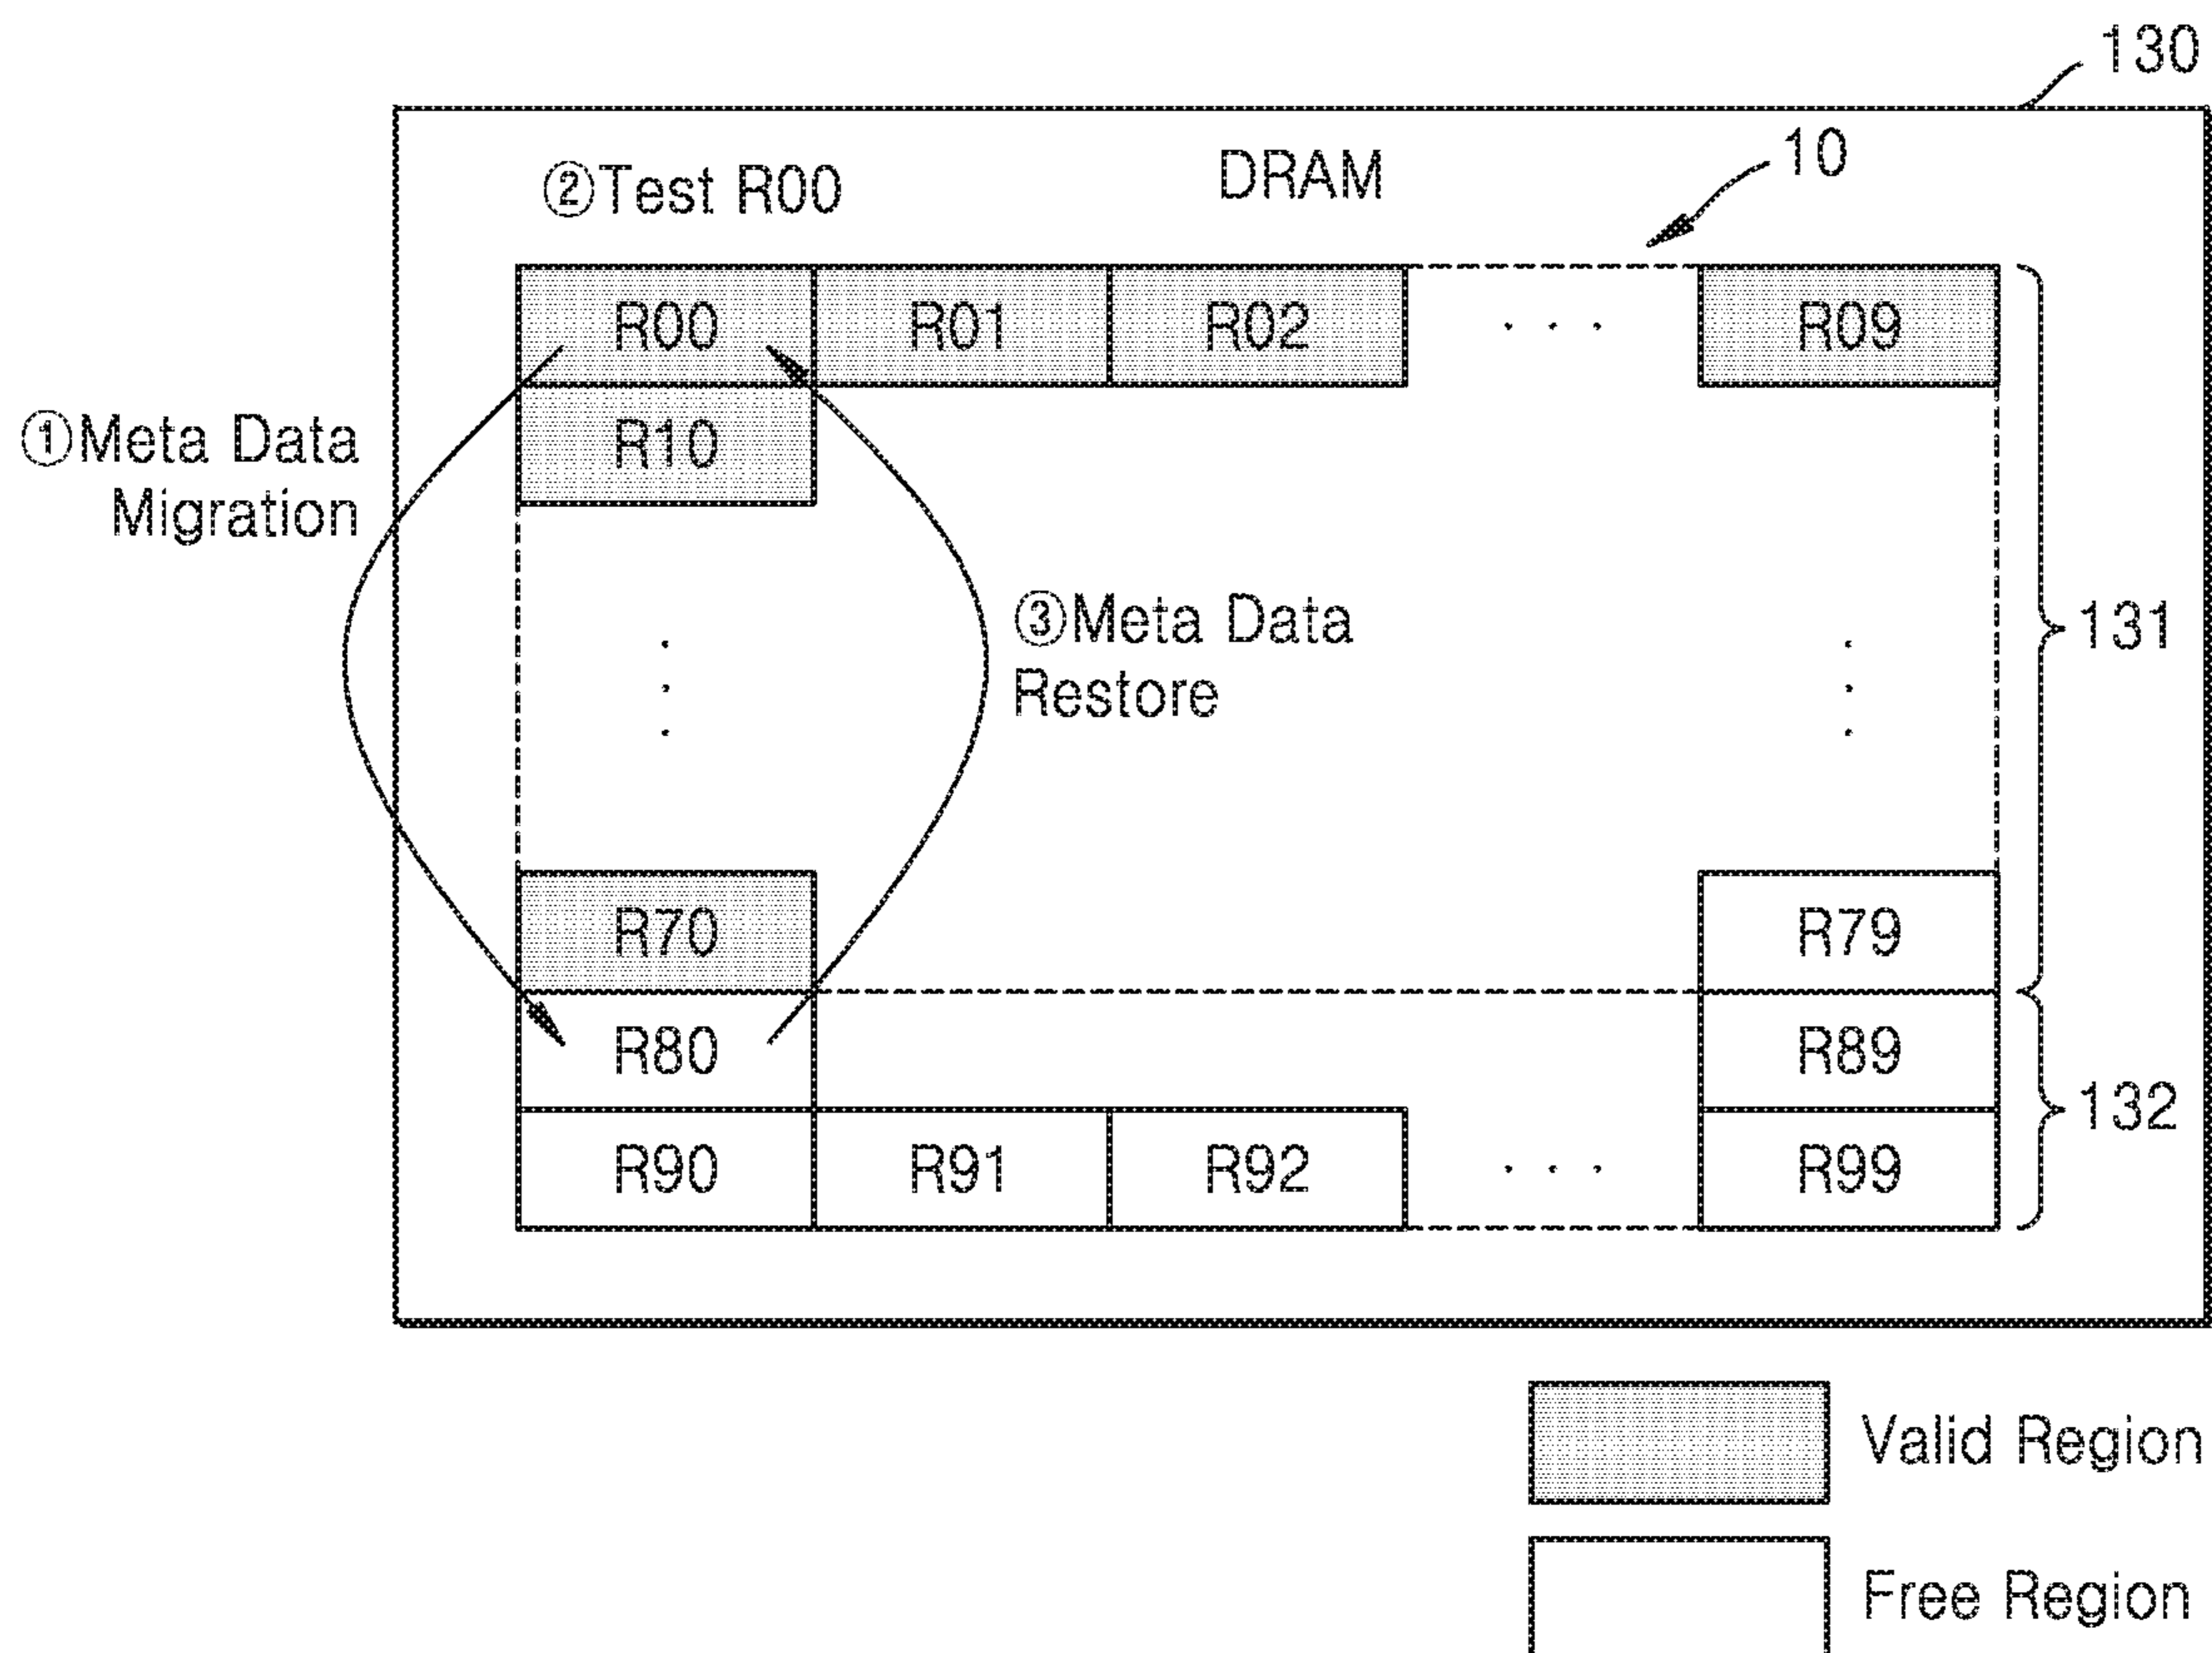 130
DRAM
10
②Test R00
R00 R01 R02 · · · R09
①Meta Data
Migration
R10
③Meta Data
Restore
131
R70 R79
R80 R89
132
R90 R91 R92 · · · R99
Valid Region
Free Region